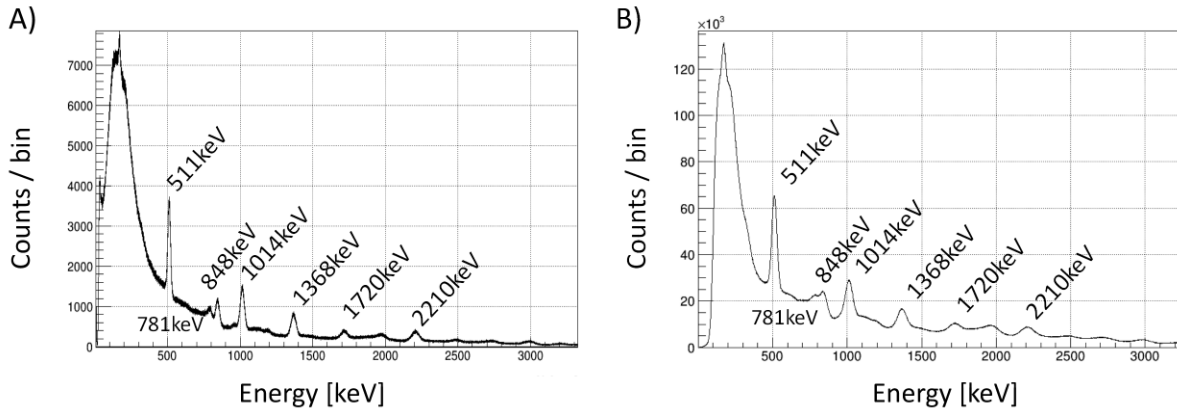 A)
Counts / bin
7000
6000
5000
4000
3000
2000
1000
0
0
500
1000
1500
2000
2500
3000
Energy [keV]
511keV
781keV
848keV
1014keV
1368keV
1720keV
2210keV
B)
×10³
Counts / bin
120
100
80
60
40
20
0
0
500
1000
1500
2000
2500
3000
Energy [keV]
511keV
781keV
848keV
1014keV
1368keV
1720keV
2210keV